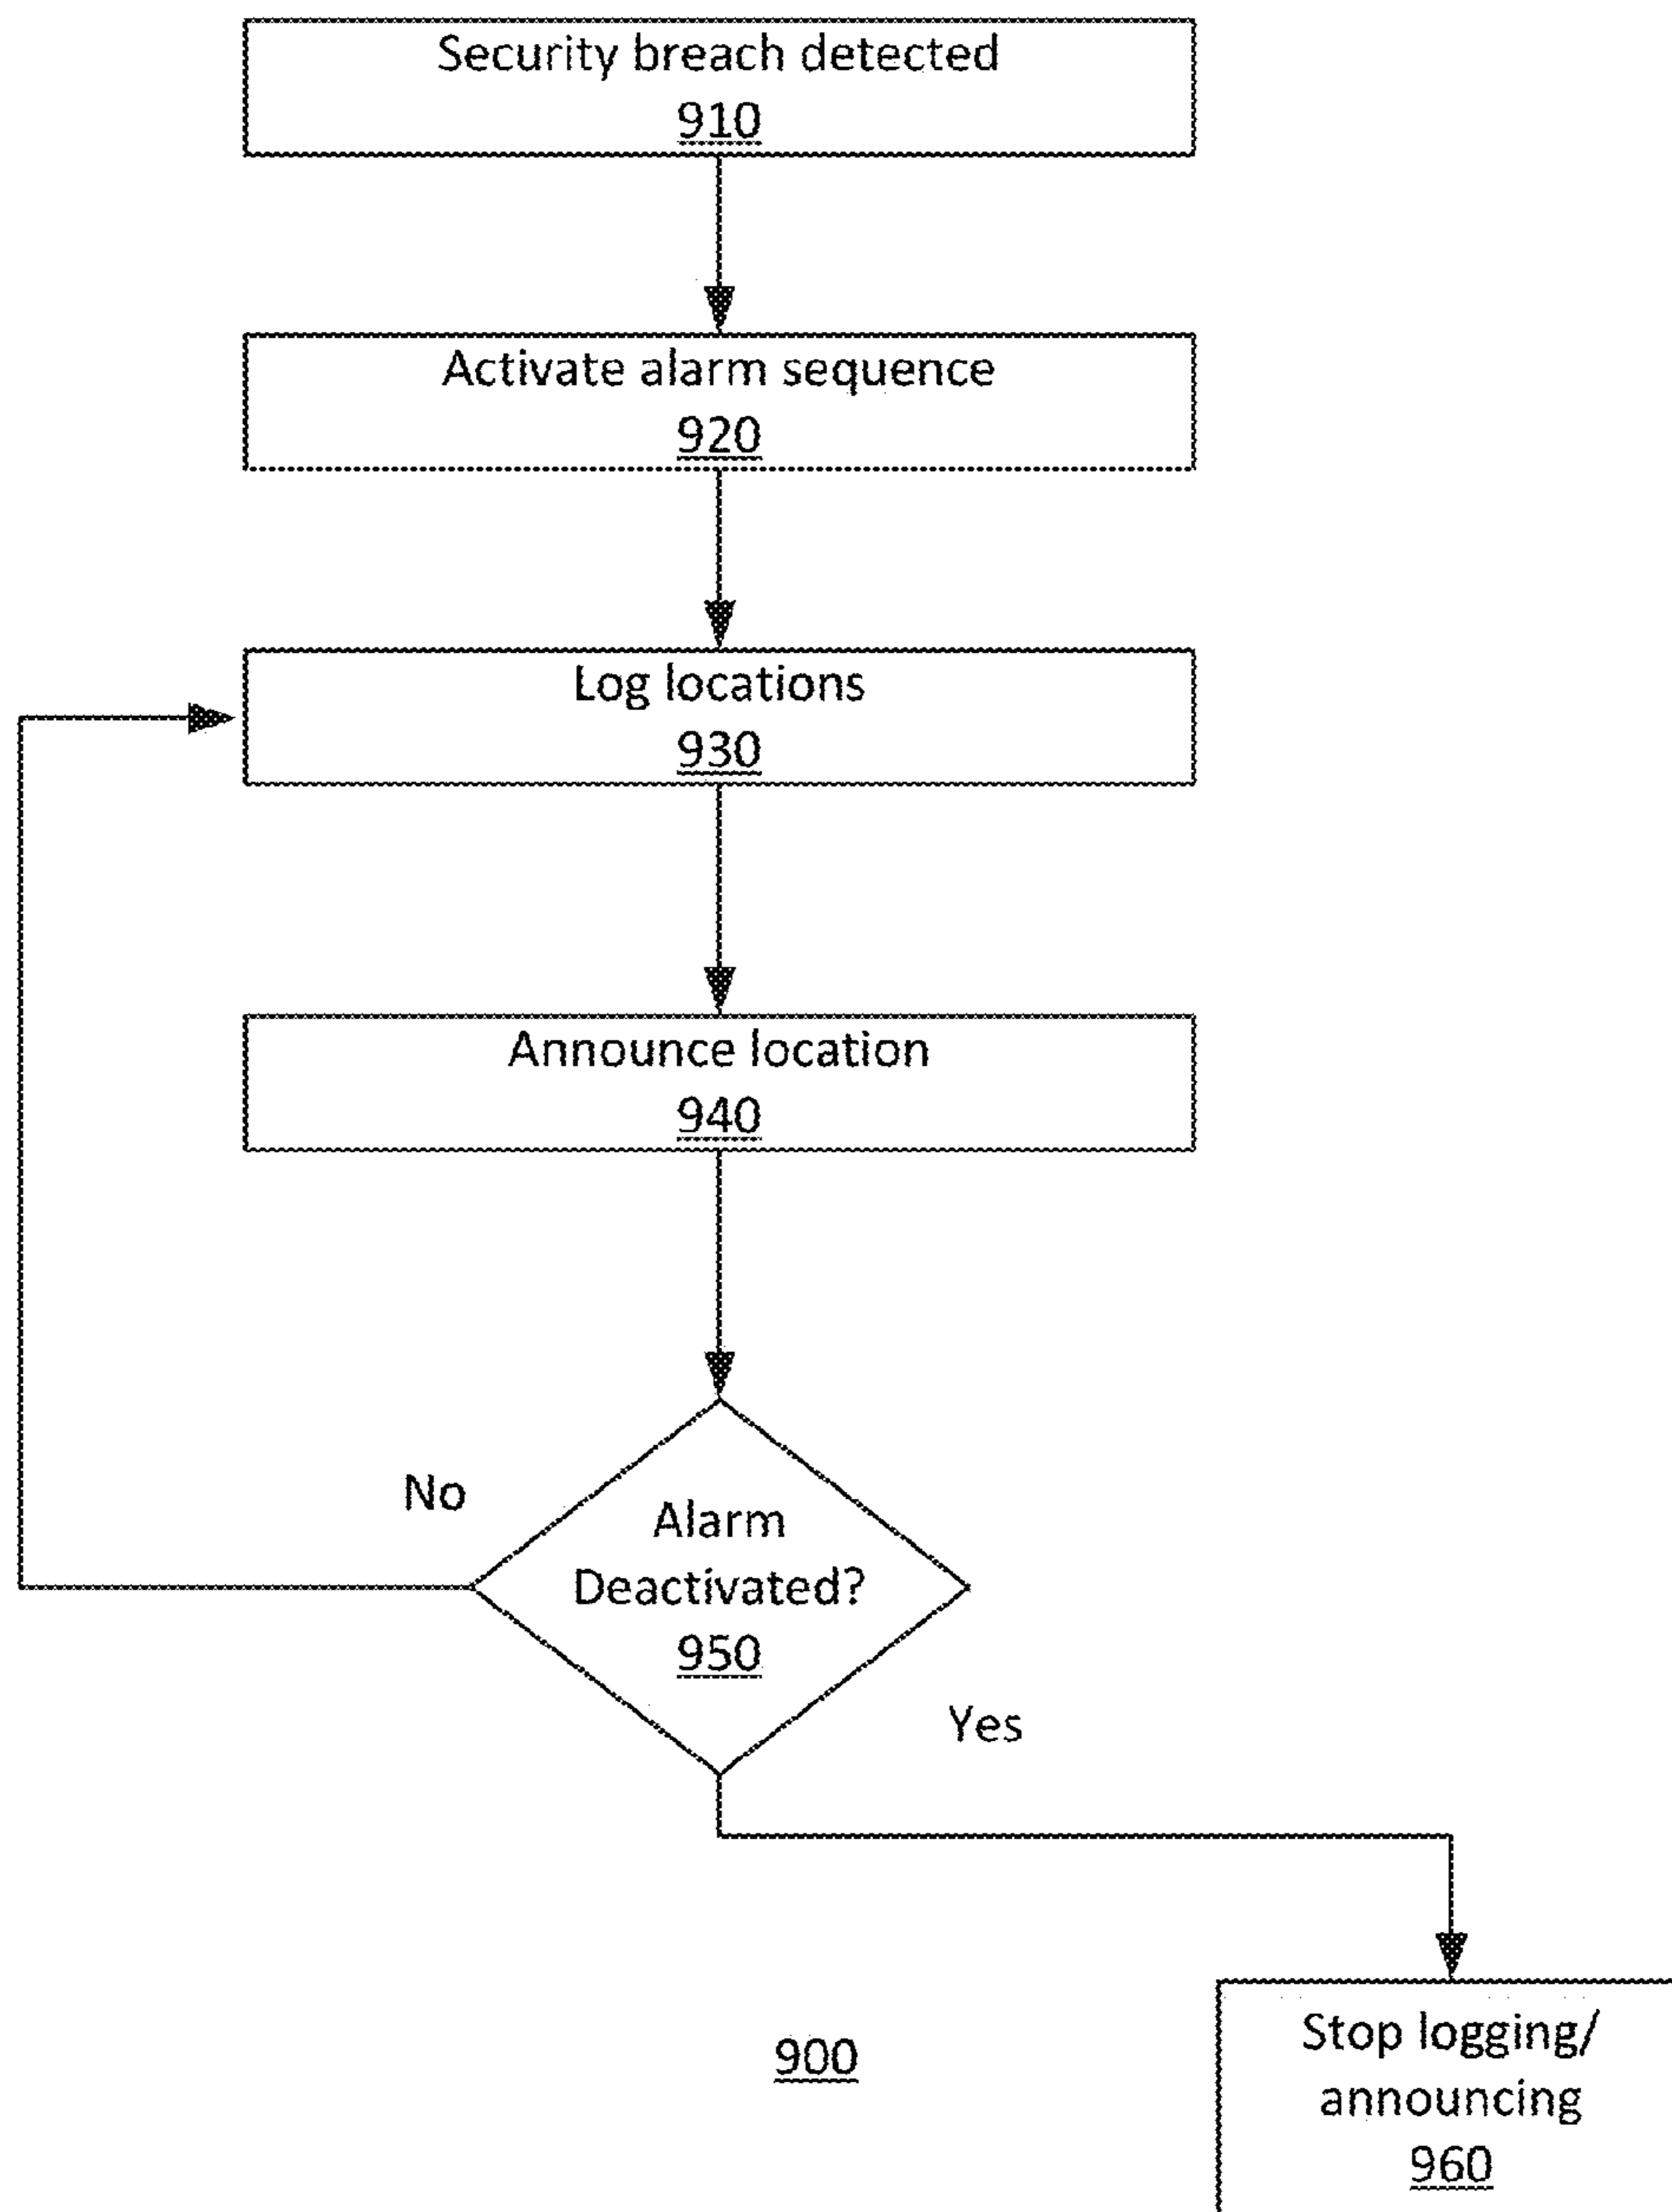 Security breach detected
910
Activate alarm sequence
920
Log locations
930
Announce location
940
No
Alarm
Deactivated?
950
Yes
900
Stop logging/
announcing
960